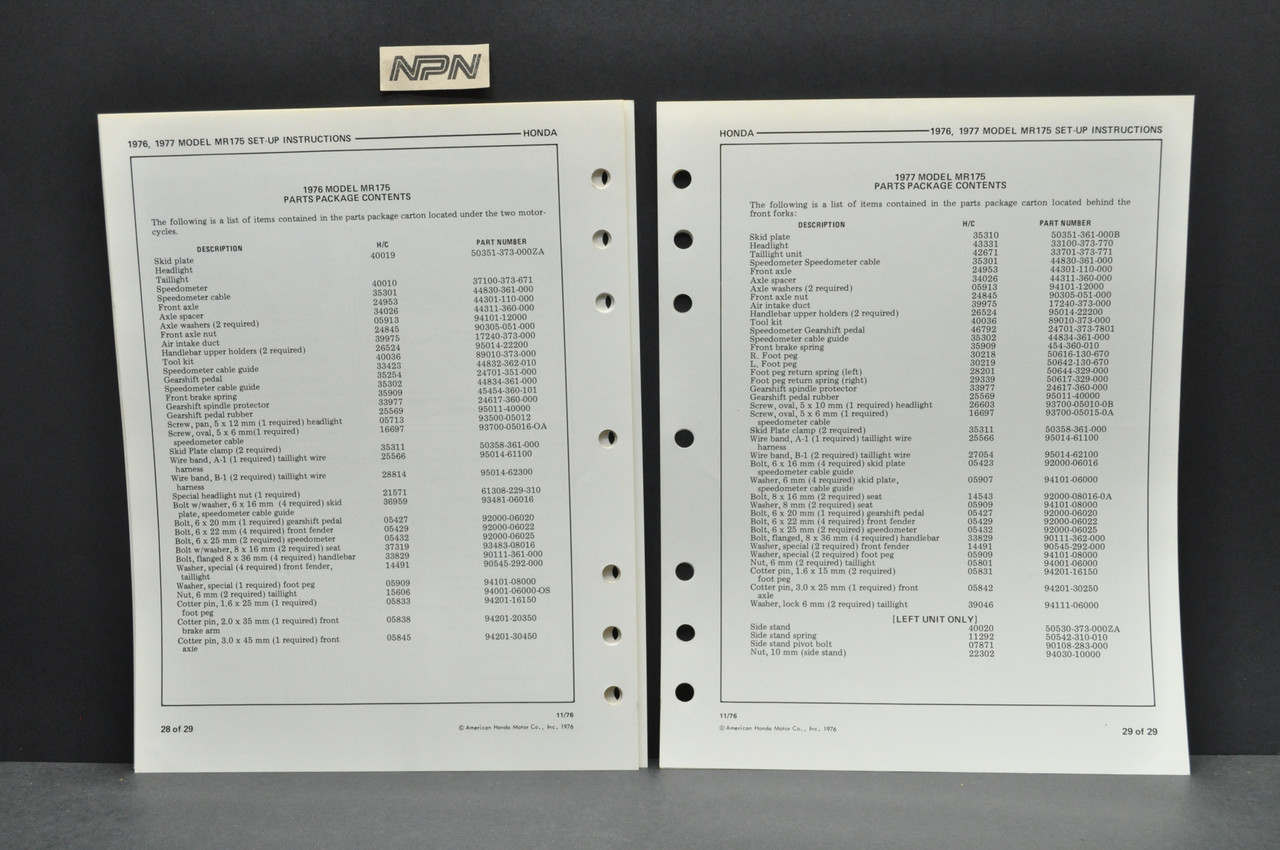 NPN
1976, 1977 MODEL MR175 SET-UP INSTRUCTIONS HONDA
1976 MODEL MR175
PARTS PACKAGE CONTENTS
The following is a list of items contained in the parts package carton located under the two motor-
cycles.
DESCRIPTION H/C PART NUMBER
Skid plate 40019 50351-373-000ZA
Headlight
Taillight
Speedometer 40010 37100-373-671
Speedometer cable 35301 44830-361-000
Front axle 24953 44301-110-000
Axle spacer 34026 44311-360-000
Axle washers (2 required) 05913 94101-12000
Front axle nut 24845 90305-051-000
Air intake duct 39975 17240-373-000
Handlebar upper holders (2 required) 26524 95014-22200
Tool kit 40036 89010-373-000
Speedometer cable guide 33423 44832-362-010
Gearshift pedal 35254 24701-351-000
Speedometer cable guide 35302 44834-361-000
Front brake spring 35909 45454-360-101
Gearshift spindle protector 33977 24617-360-000
Gearshift pedal rubber 25569 95011-40000
Screw, pan, 5 x 12 mm (1 required) headlight 05713 93500-05012
Screw, oval, 5 x 6 mm(1 required) 16697 93700-05016-OA
speedometer cable
Skid Plate clamp (2 required) 35311 50358-361-000
Wire band, A-1 (1 required) taillight wire 25566 95014-61100
harness
Wire band, B-1 (2 required) taillight wire 28814 95014-62300
harness
Special headlight nut (1 required) 21571 61308-229-310
Bolt w/washer, 6 x 16 mm (4 required) skid 36959 93481-06016
plate, speedometer cable guide
Bolt, 6 x 20 mm (1 required) gearshift pedal 05427 92000-06020
Bolt, 6 x 22 mm (4 required) front fender 05429 92000-06022
Bolt, 6 x 25 mm (2 required) speedometer 05432 92000-06025
Bolt w/washer, 8 x 16 mm (2 required) seat 37319 93483-08016
Bolt, flanged 8 x 36 mm (4 required) handlebar 33829 90111-361-000
Washer, special (4 required) front fender, 14491 90545-292-000
taillight
Washer, special (1 required) foot peg 05909 94101-08000
Nut, 6 mm (2 required) taillight 15606 94001-06000-OS
Cotter pin, 1.6 x 25 mm (1 required) 05833 94201-16150
foot peg
Cotter pin, 2.0 x 35 mm (1 required) front 05838 94201-20350
brake arm
Cotter pin, 3.0 x 45 mm (1 required) front 05845 94201-30450
axle
11/76
28 of 29 © American Honda Motor Co., Inc. 1976
HONDA 1976, 1977 MODEL MR175 SET-UP INSTRUCTIONS
1977 MODEL MR175
PARTS PACKAGE CONTENTS
The following is a list of items contained in the parts package carton located behind the
front forks:
DESCRIPTION H/C PART NUMBER
Skid plate 35310 50351-361-000B
Headlight 43331 33100-373-770
Taillight unit 42671 33701-373-771
Speedometer Speedometer cable 35301 44830-361-000
Front axle 24953 44301-110-000
Axle spacer 34026 44311-360-000
Axle washers (2 required) 05913 94101-12000
Front axle nut 24845 90305-051-000
Air intake duct 39975 17240-373-000
Handlebar upper holders (2 required) 26524 95014-22200
Tool kit 40036 89010-373-000
Speedometer Gearshift pedal 46792 24701-373-7801
Speedometer cable guide 35302 44834-361-000
Front brake spring 35909 454-360-010
R. Foot peg 30218 50616-130-670
L. Foot peg 30219 50642-130-670
Foot peg return spring (left) 28201 50644-329-000
Foot peg return spring (right) 29339 50617-329-000
Gearshift spindle protector 33977 24617-360-000
Gearshift pedal rubber 25569 95011-40000
Screw, oval, 5 x 10 mm (1 required) headlight 26603 93700-05010-0B
Screw, oval, 5 x 6 mm (2 required) 16697 93700-05015-0A
speedometer cable
Skid Plate clamp (2 required) 35311 50358-361-000
Wire band, A-1 (1 required) taillight wire 25566 95014-61100
harness
Wire band, B-1 (2 required) taillight wire 27054 95014-62100
Bolt, 6 x 16 mm (4 required) skid plate 05423 92000-06016
speedometer cable guide
Washer, 6 mm (4 required) skid plate, 05907 94101-06000
speedometer cable guide
Bolt, 8 x 16 mm (2 required) seat 14543 92000-08016-0A
Washer, 8 mm (2 required) seat 05909 94101-08000
Bolt, 6 x 20 mm (1 required) gearshift pedal 05427 92000-06020
Bolt, 6 x 22 mm (4 required) front fender 05429 92000-06022
Bolt, 6 x 25 mm (2 required) speedometer 05432 92000-06025
Bolt, flanged, 8 x 36 mm (4 required) handlebar 33829 90111-362-000
Washer, special (2 required) front fender 14491 90545-292-000
Washer, special (2 required) foot peg 05909 94101-08000
Nut, 6 mm (2 required) taillight 05801 94001-06000
Cotter pin, 1.6 x 15 mm (2 required) 05831 94201-16150
foot peg
Cotter pin, 3.0 x 25 mm (1 required) front 05842 94201-30250
axle
Washer, lock 6 mm (2 required) taillight 39046 94111-06000
[LEFT UNIT ONLY]
Side stand 40020 50530-373-000ZA
Side stand spring 11292 50542-310-010
Side stand pivot bolt 07871 90108-283-000
Nut, 10 mm (side stand) 22302 94030-10000
11/76
© American Honda Motor Co., Inc. 1976 29 of 29